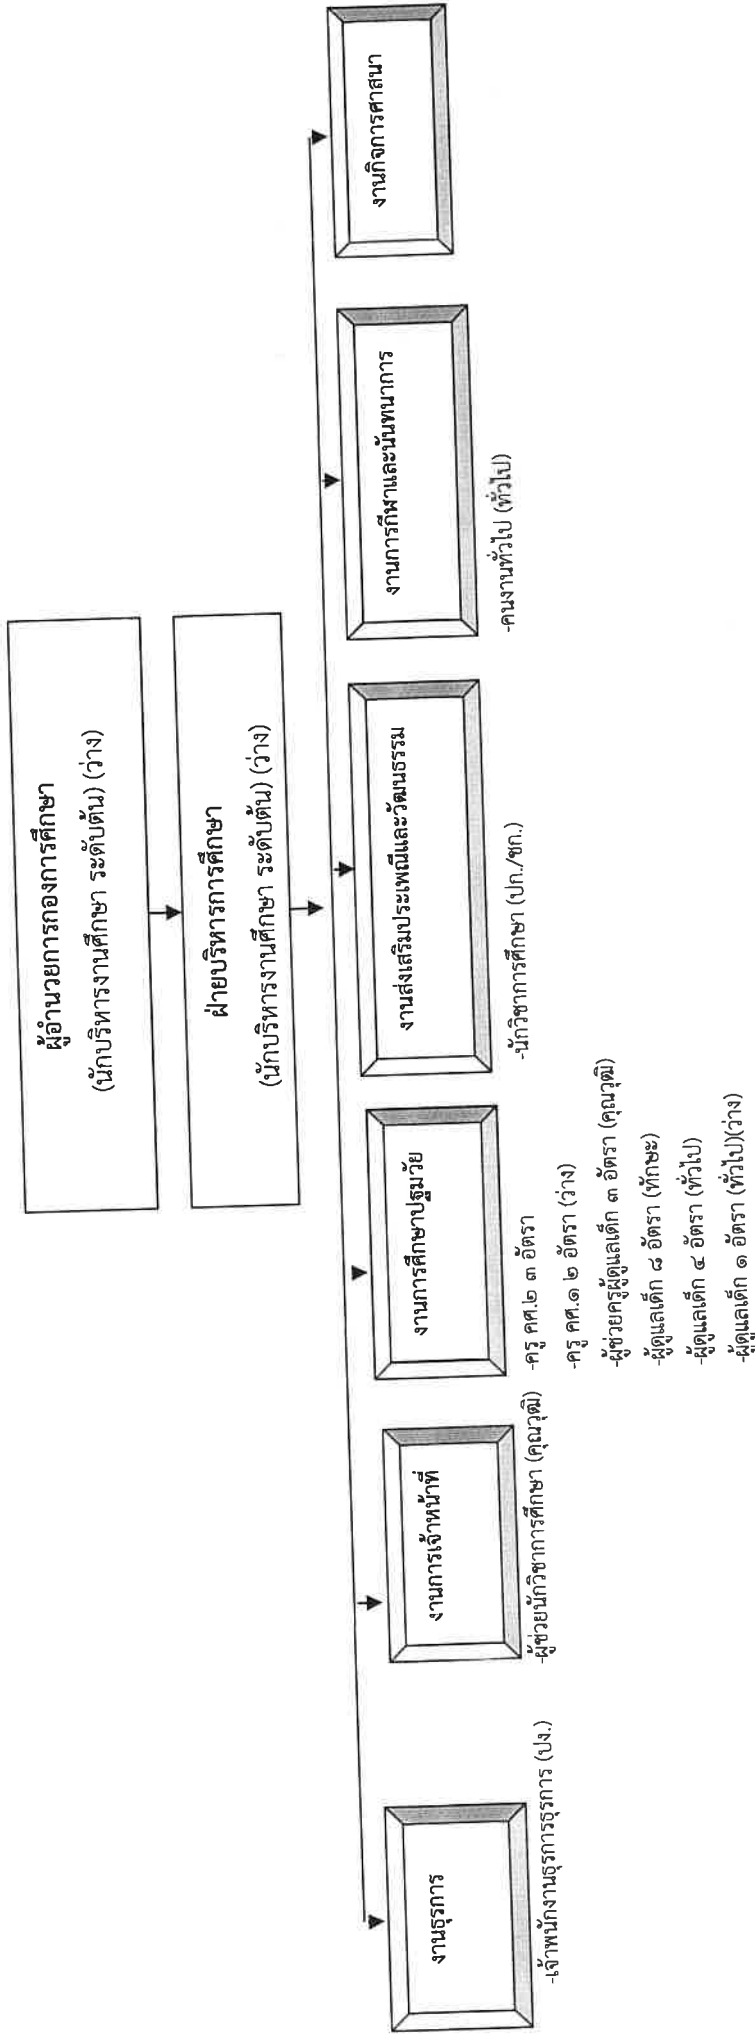 ผู้อำนวยการกองการศึกษา
(นักบริหารงานศึกษา ระดับต้น) (ว่าง)
ฝ่ายบริหารการศึกษา
(นักบริหารงานศึกษา ระดับต้น) (ว่าง)
งานธุรการ
-เจ้าพนักงานธุรการธุรการ (ปง.)
งานการเจ้าหน้าที่
-ผู้ช่วยนักวิชาการศึกษา (คุณวุฒิ)
งานการศึกษาปฐมวัย
-ครู คศ.๒ ๓ อัตรา
-ครู คศ.๑ ๒ อัตรา (ว่าง)
-ผู้ช่วยครูผู้ดูแลเด็ก ๓ อัตรา (คุณวุฒิ)
-ผู้ดูแลเด็ก ๘ อัตรา (ทักษะ)
-ผู้ดูแลเด็ก ๔ อัตรา (ทั่วไป)
-ผู้ดูแลเด็ก ๑ อัตรา (ทั่วไป)(ว่าง)
งานส่งเสริมประเพณีและวัฒนธรรม
-นักวิชาการศึกษา (ปก./ชก.)
งานการกีฬาและนันทนาการ
-คนงานทั่วไป (ทั่วไป)
งานกิจการศาสนา